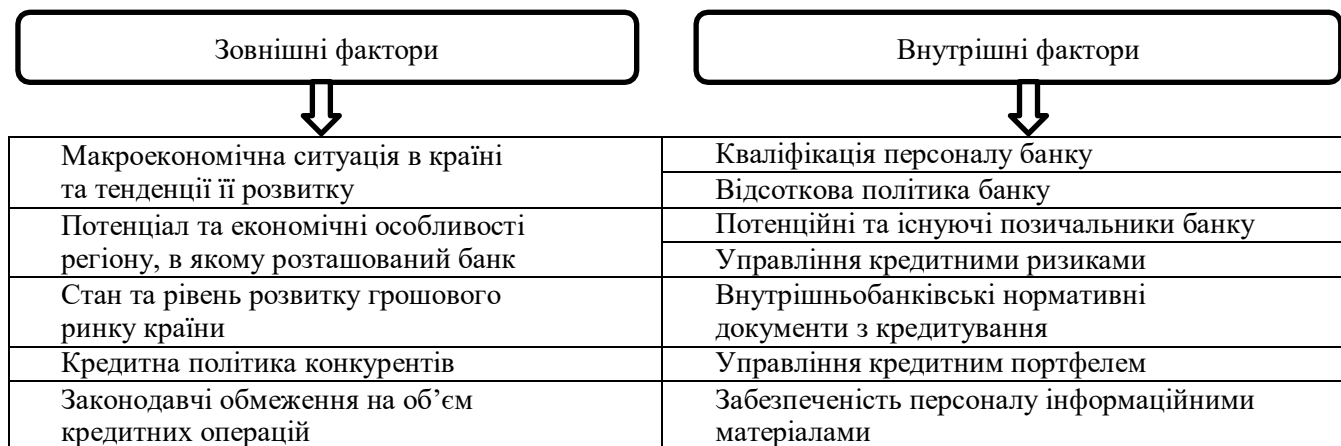 Зовнішні фактори
Внутрішні фактори
Макроекономічна ситуація в країні
та тенденції її розвитку
Потенціал та економічні особливості
регіону, в якому розташований банк
Стан та рівень розвитку грошового
ринку країни
Кредитна політика конкурентів
Законодавчі обмеження на об’єм
кредитних операцій
Кваліфікація персоналу банку
Відсоткова політика банку
Потенційні та існуючі позичальники банку
Управління кредитними ризиками
Внутрішньобанківські нормативні
документи з кредитування
Управління кредитним портфелем
Забезпеченість персоналу інформаційними
матеріалами